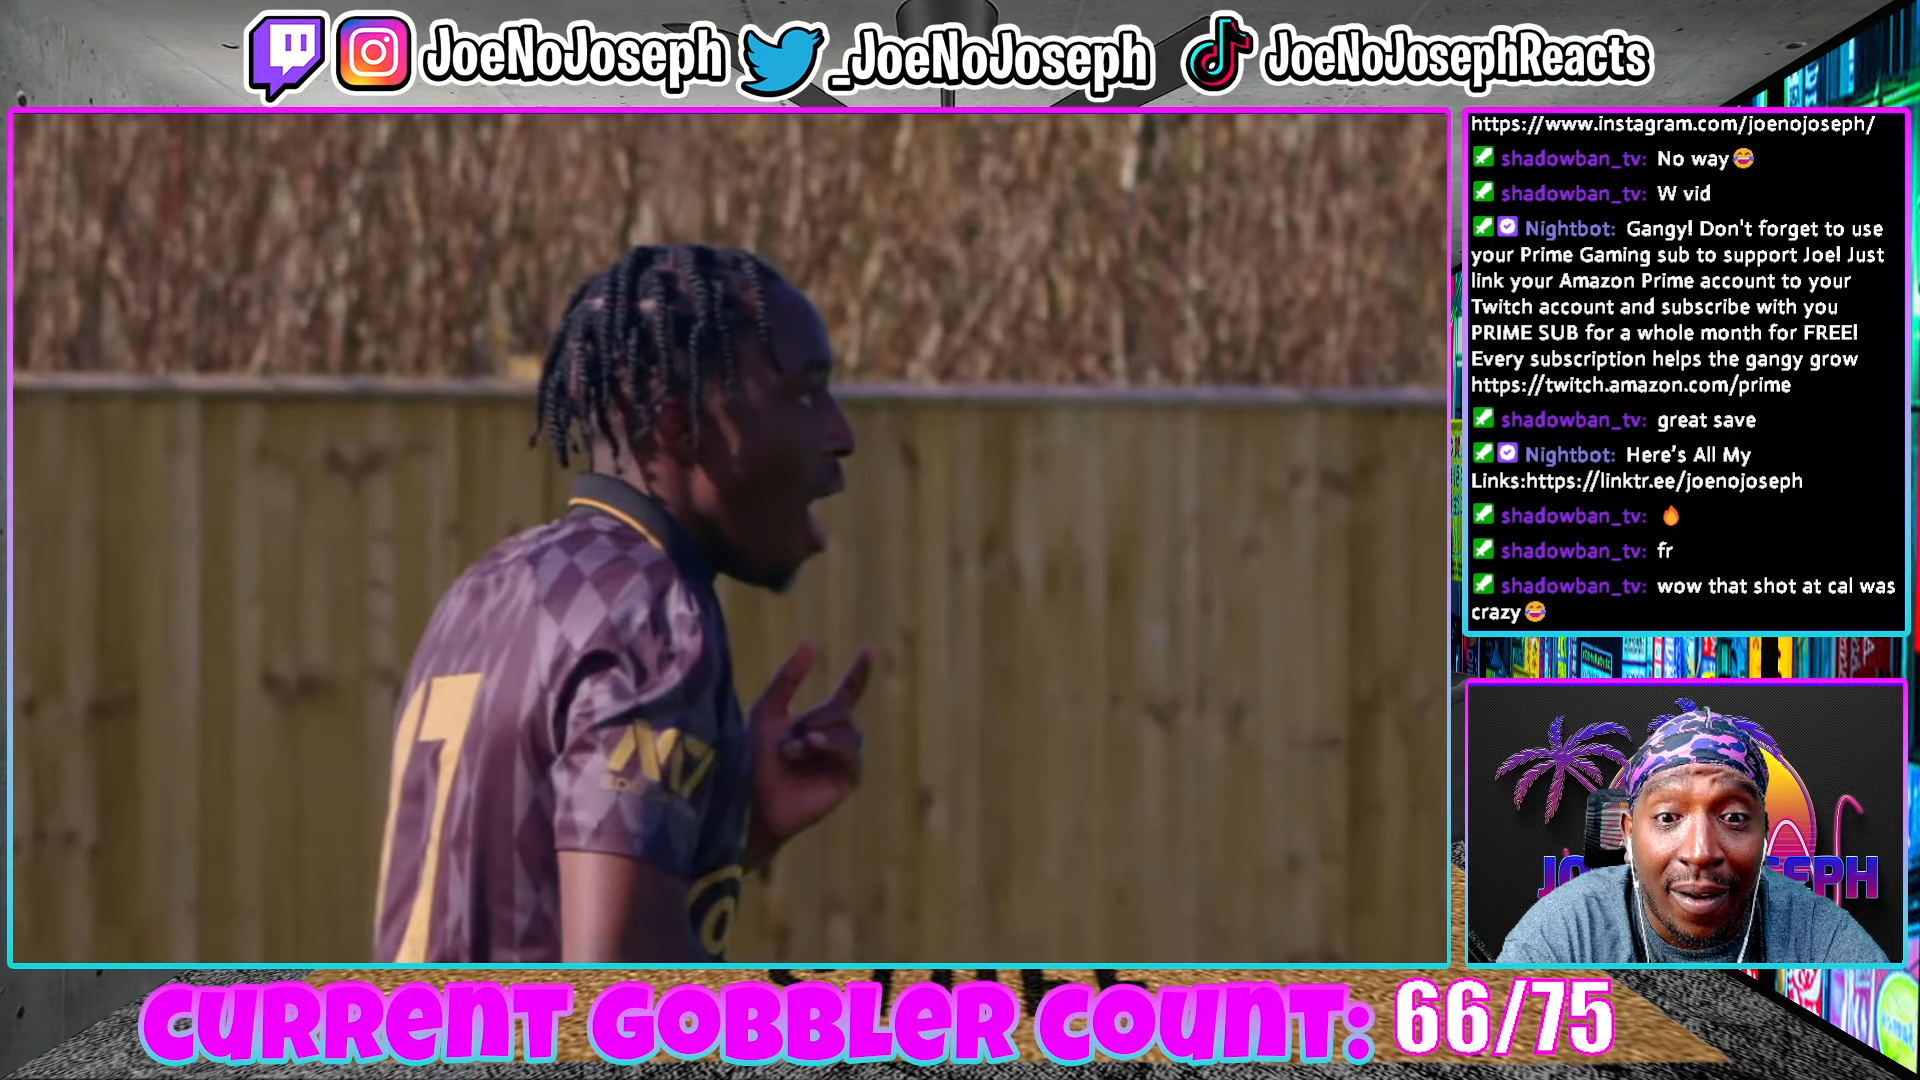 JoeNoJoseph _JoeNoJoseph JoeNoJosephReacts
https://www.instagram.com/joenojoseph/
shadowban_tv: No way😂
shadowban_tv: W vid
Nightbot: Gangy! Don't forget to use
your Prime Gaming sub to support Joe! Just
link your Amazon Prime account to your
Twitch account and subscribe with you
PRIME SUB for a whole month for FREE!
Every subscription helps the gangy grow
https://twitch.amazon.com/prime
shadowban_tv: great save
Nightbot: Here's All My
Links:https://linktr.ee/joenojoseph
shadowban_tv: 🔥
shadowban_tv: fr
shadowban_tv: wow that shot at cal was
crazy😂
17
CURRENT GOBBLER COUNT: 66/75